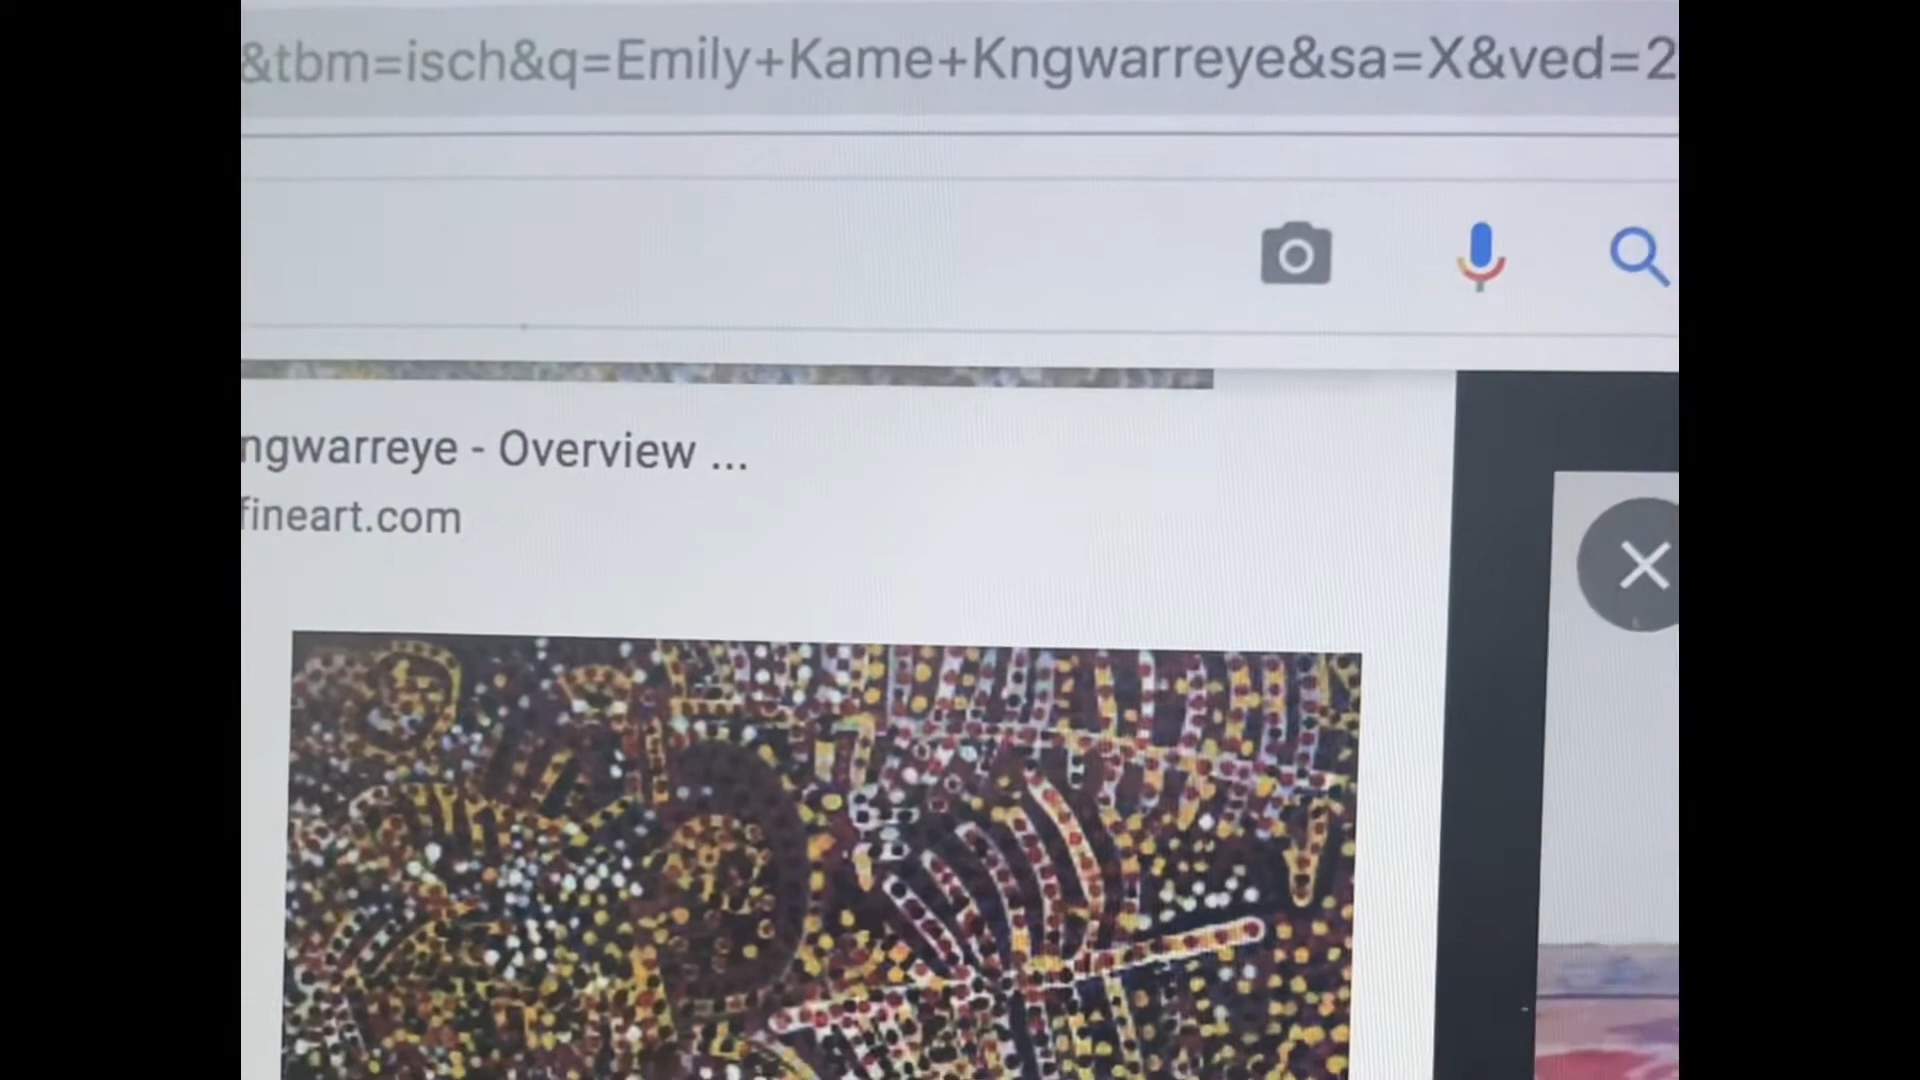 &tbm=isch&q=Emily+Kame+Kngwarreye&sa=X&ved=2
ngwarreye - Overview ...
fineart.com